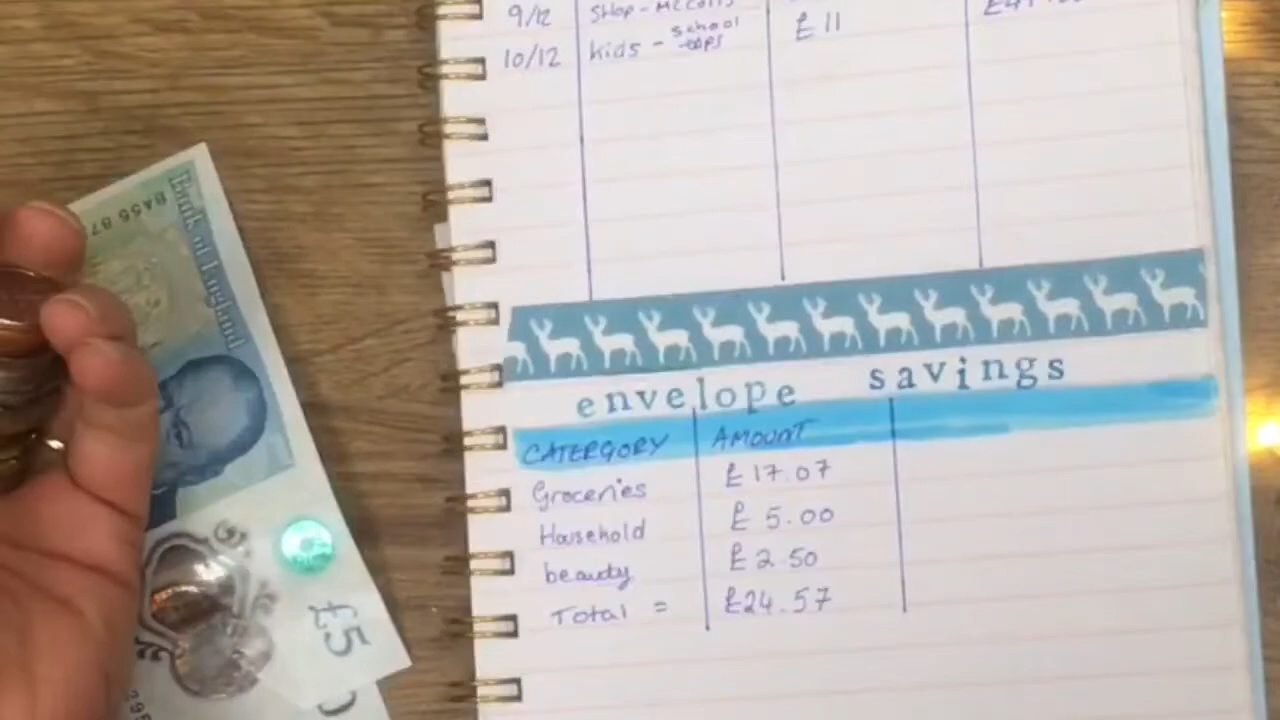 9/12 Shop - McColls
10/12 Kids - school tops £11
envelope savings
CATERGORY AMOUNT
Groceries £17.07
Household £5.00
beauty £2.50
Total = £24.57
Bank of England
£5